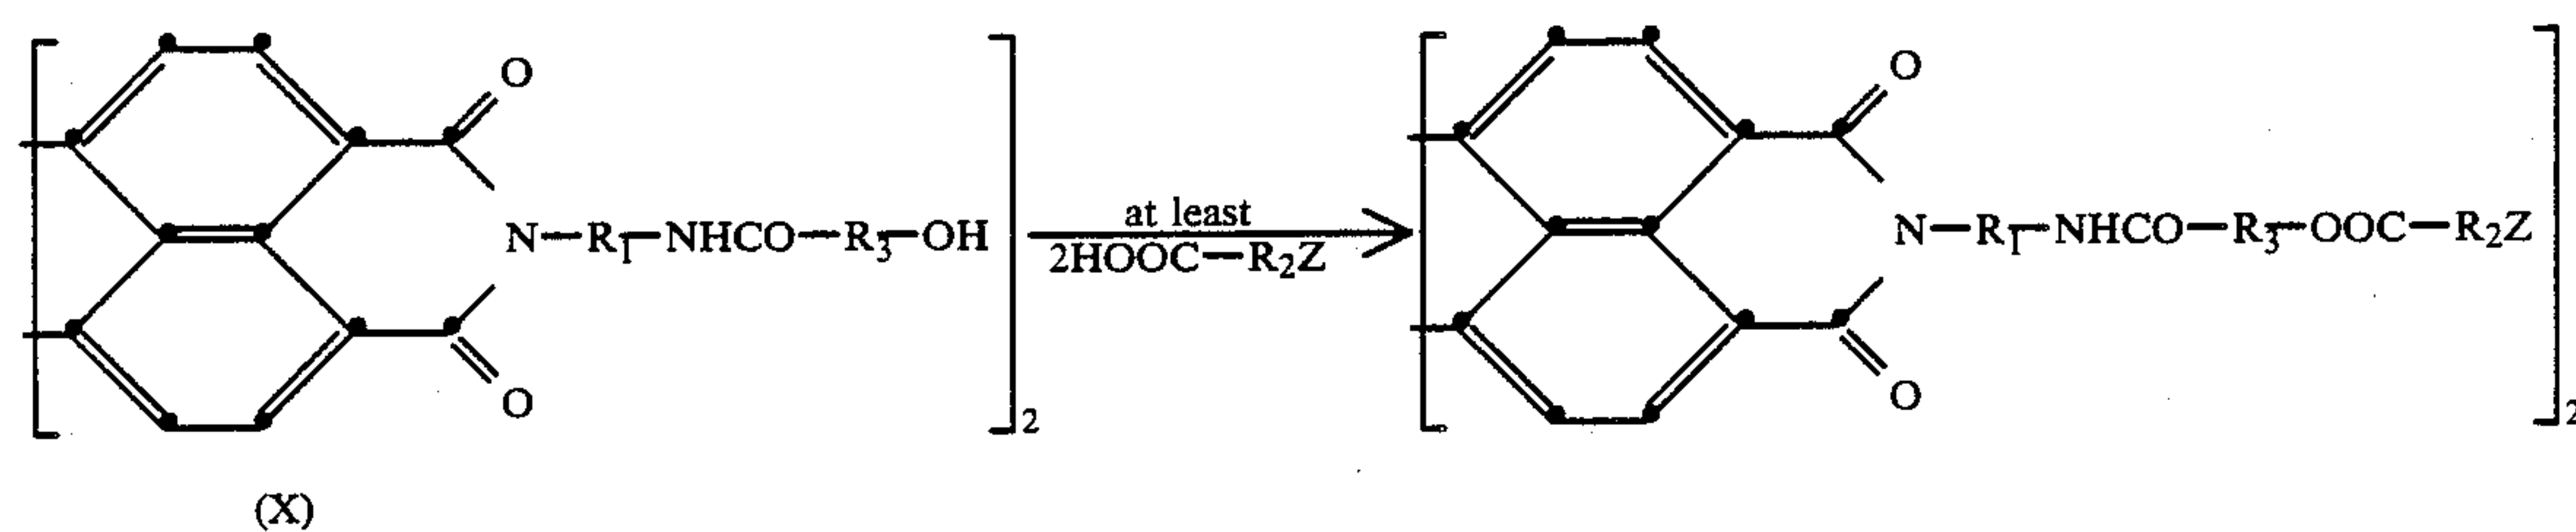 O O
N—R₁—NHCO—R₃—OH ]₂ at least 2HOOC—R₂Z N—R₁—NHCO—R₃—OOC—R₂Z ]₂
O O
(X)